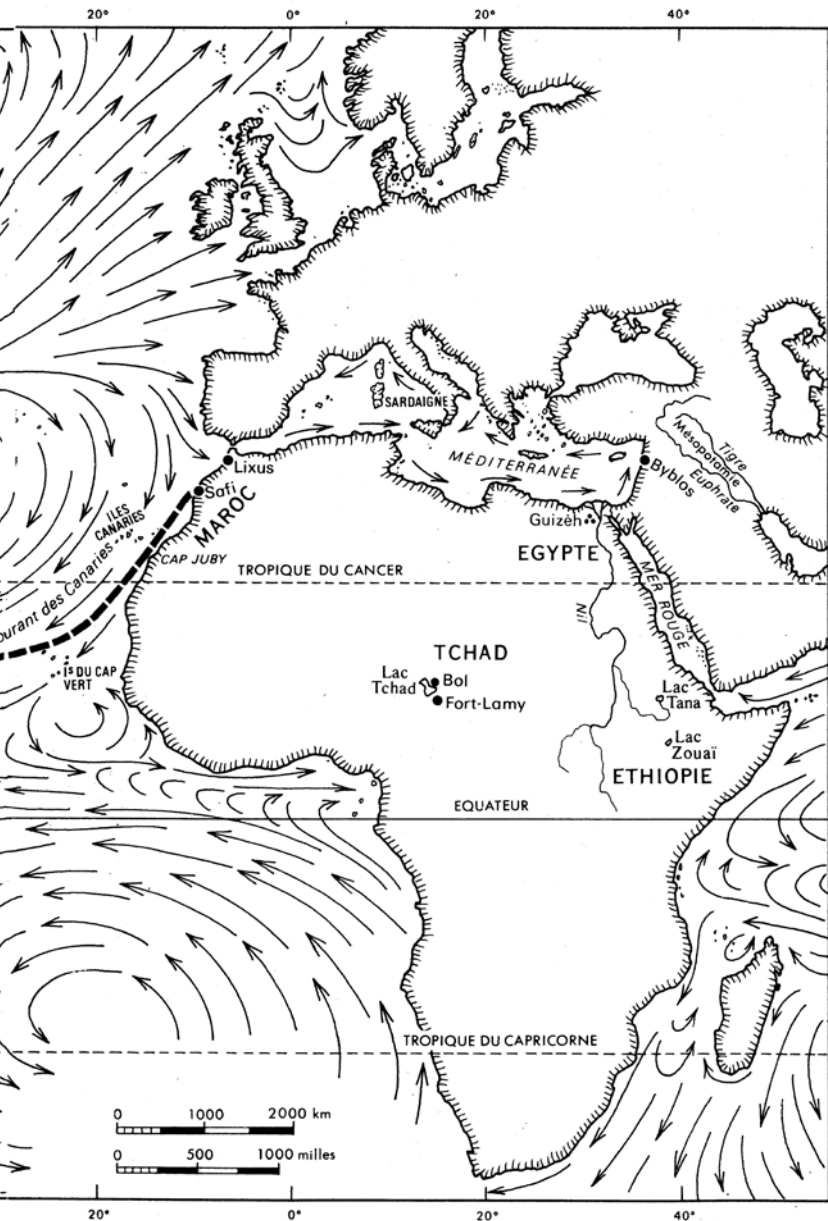 20°
0°
20°
40°
SARDAIGNE
MÉDITERRANÉE
Tigre
Mésopotamie
Euphrate
Lixus
Byblos
Safi
MAROC
ILES
CANARIES
CAP JUBY
Guizèh
EGYPTE
ourant des Canaries
TROPIQUE DU CANCER
MER ROUGE
Nil
TCHAD
Iˢ DU CAP
VERT
Lac
Tchad
Bol
Fort-Lamy
Lac
Tana
Lac
Zouaï
ETHIOPIE
EQUATEUR
TROPIQUE DU CAPRICORNE
0 1000 2000 km
0 500 1000 milles
20°
0°
20°
40°